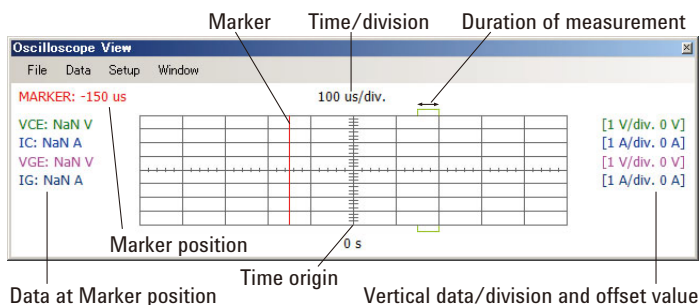 Marker Time/division Duration of measurement
Oscilloscope View
File Data Setup Window
MARKER: -150 us 100 us/div.
VCE: NaN V [1 V/div. 0 V]
IC: NaN A [1 A/div. 0 A]
VGE: NaN V [1 V/div. 0 V]
IG: NaN A [1 A/div. 0 A]
Marker position 0 s
Time origin
Data at Marker position Vertical data/division and offset value